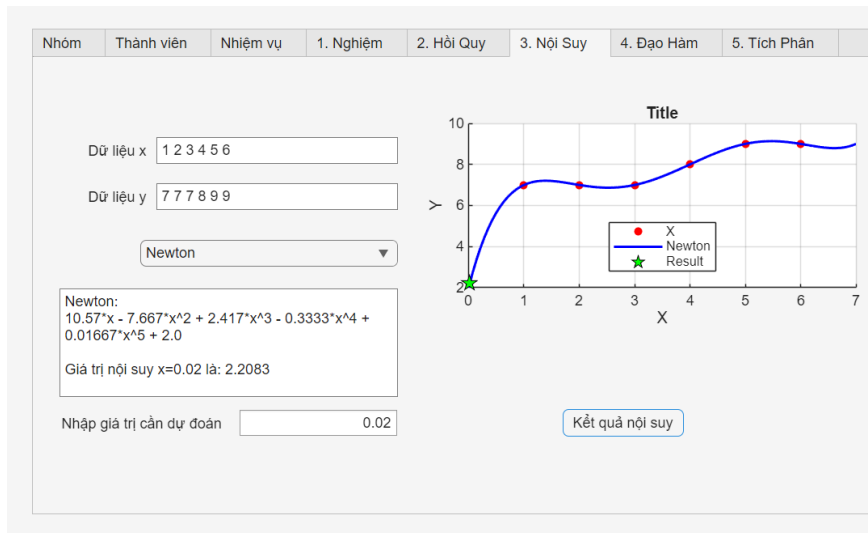 Nhóm
Thành viên
Nhiệm vụ
1. Nghiệm
2. Hồi Quy
3. Nội Suy
4. Đạo Hàm
5. Tích Phân
Dữ liệu x
1 2 3 4 5 6
Dữ liệu y
7 7 7 8 9 9
Newton
Newton:
10.57*x - 7.667*x^2 + 2.417*x^3 - 0.3333*x^4 +
0.01667*x^5 + 2.0
Giá trị nội suy x=0.02 là: 2.2083
Nhập giá trị cần dự đoán
0.02
Title
10
8
6
4
2
Y
0 1 2 3 4 5 6 7
X
X
Newton
Result
Kết quả nội suy